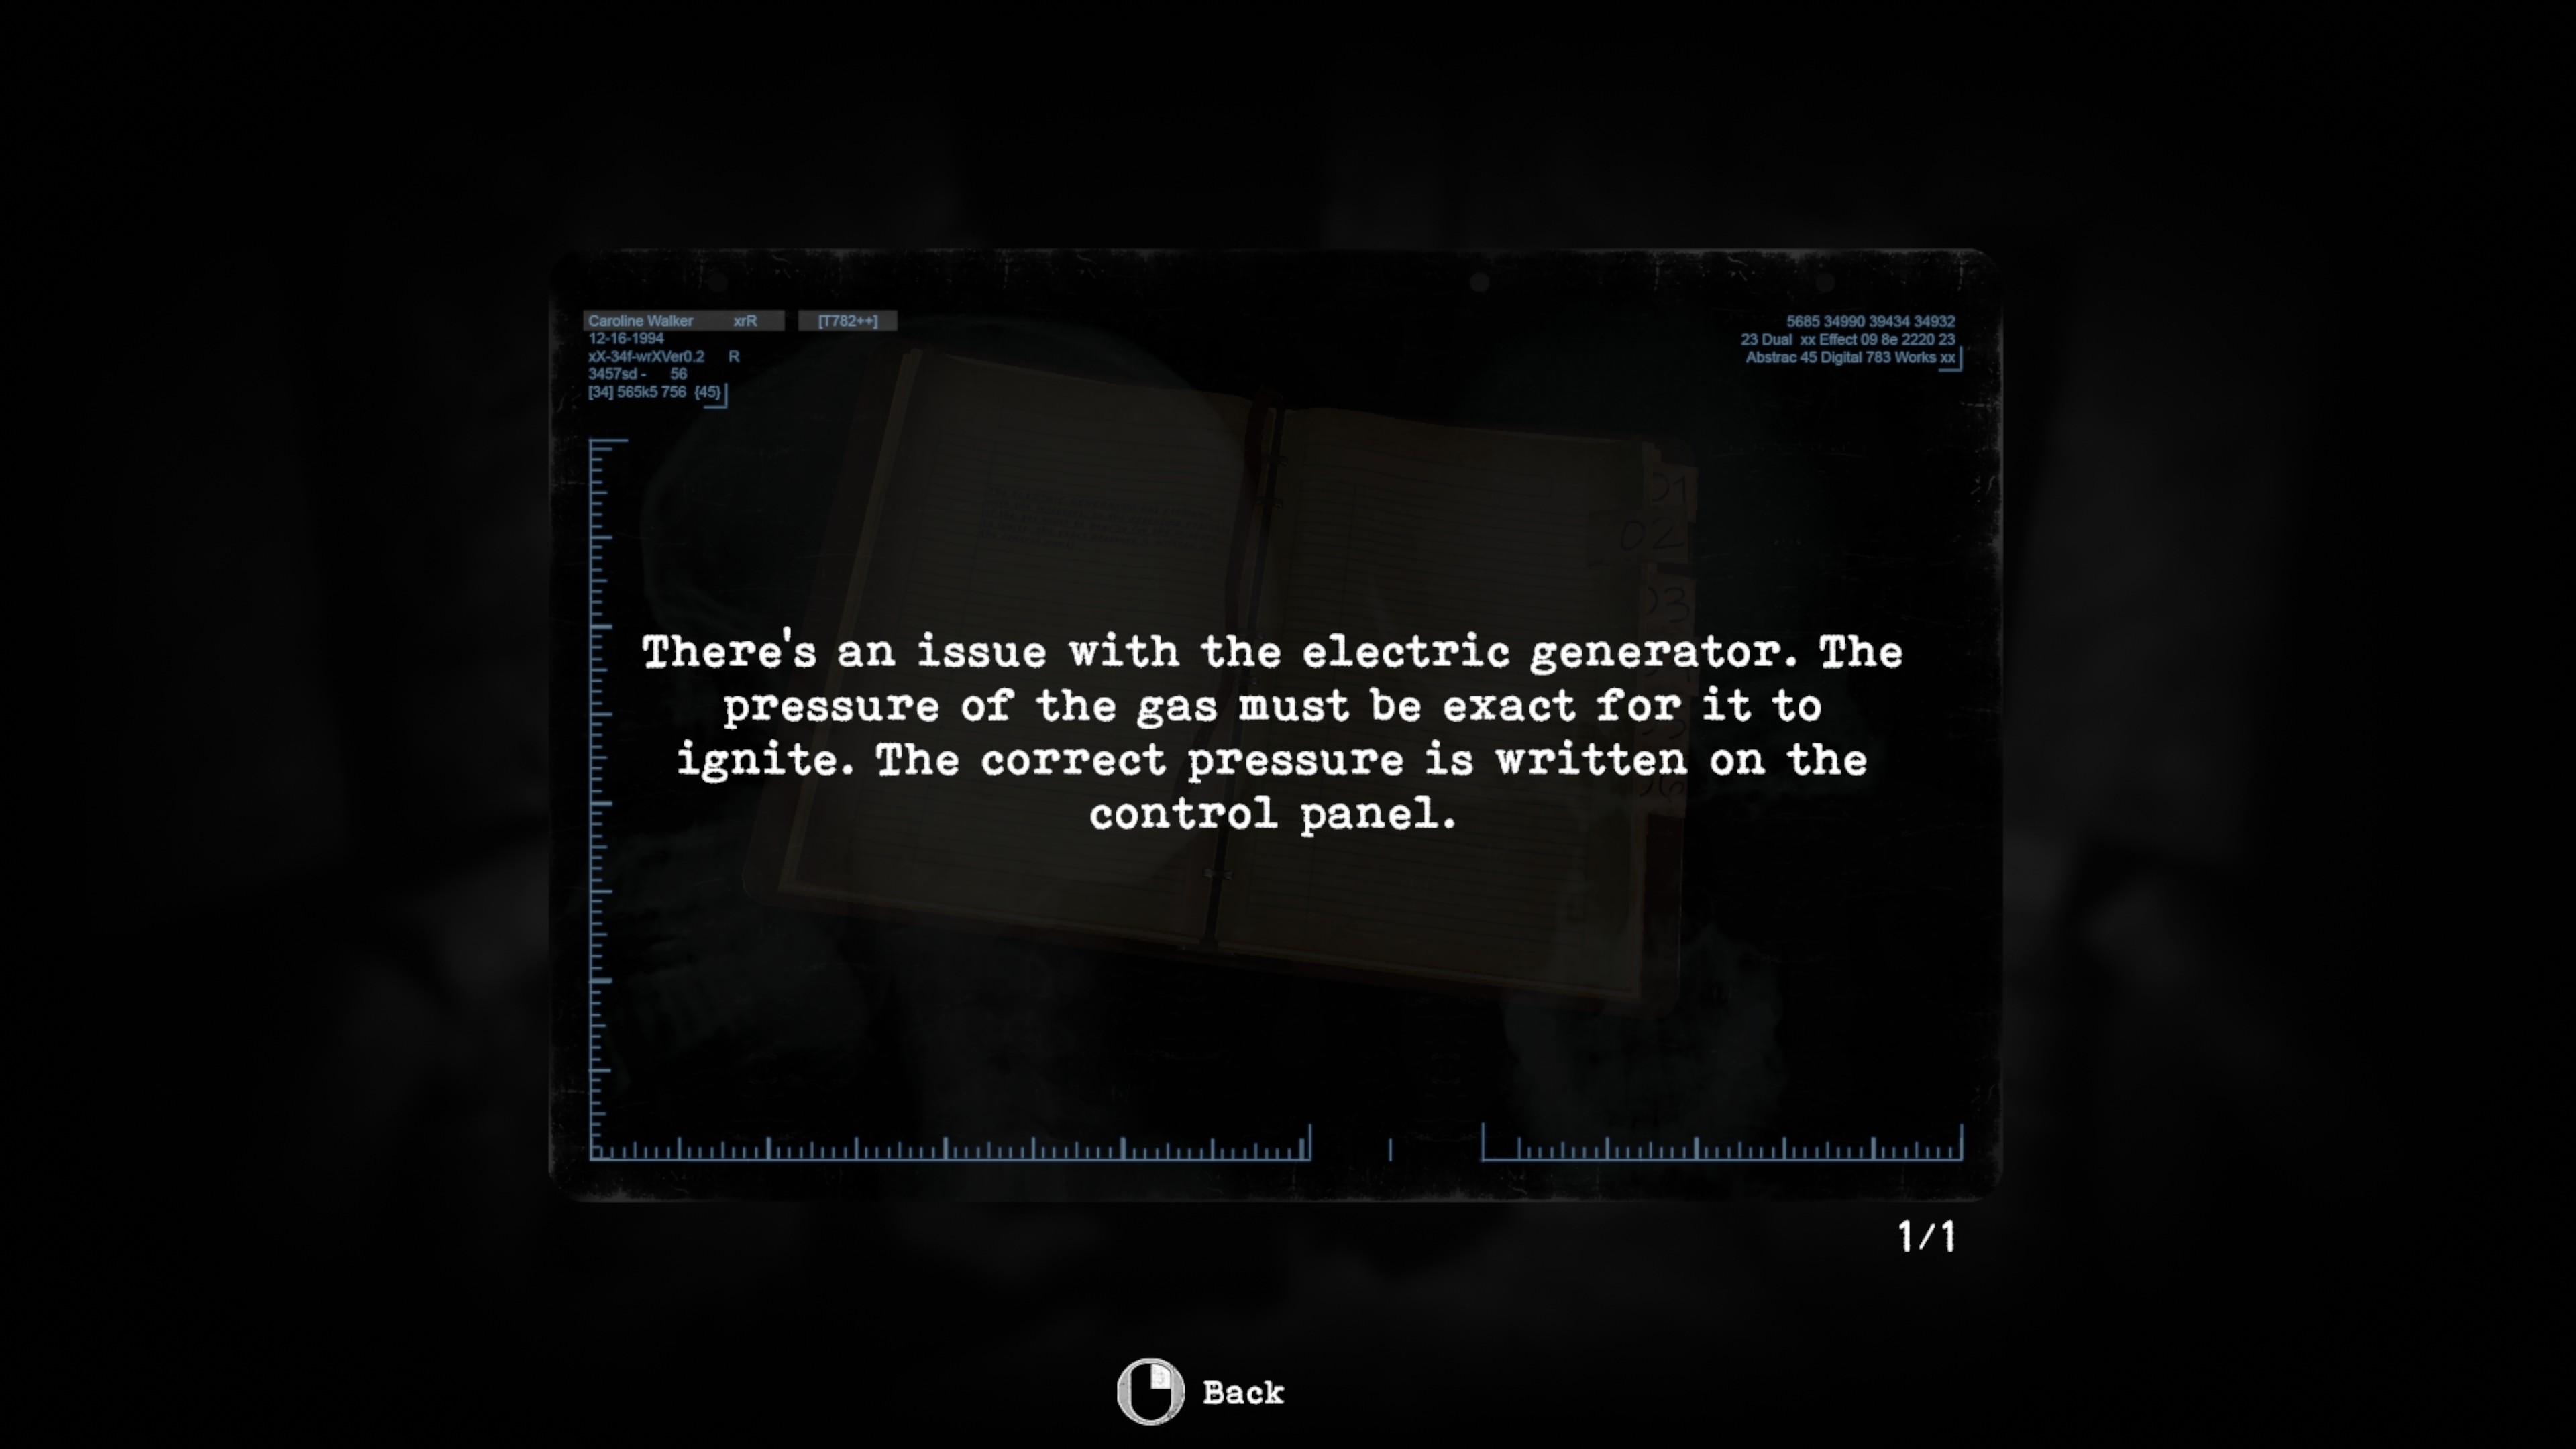 Caroline Walker xrR [T782++]
12-16-1994
xX-34f-wrXVer0.2 R
3457sd - 56
[34] 565k5 756 {45}
5685 34990 39434 34932
23 Dual xx Effect 09 8e 2220 23
Abstrac 45 Digital 783 Works xx
01
02
03
There's an issue with the electric generator. The
pressure of the gas must be exact for it to
ignite. The correct pressure is written on the
control panel.
1/1
Back